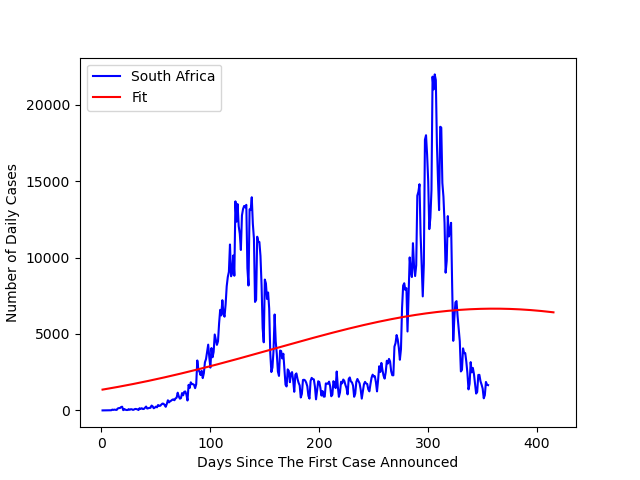 South Africa
Fit
Number of Daily Cases
20000
15000
10000
5000
0
0 100 200 300 400
Days Since The First Case Announced